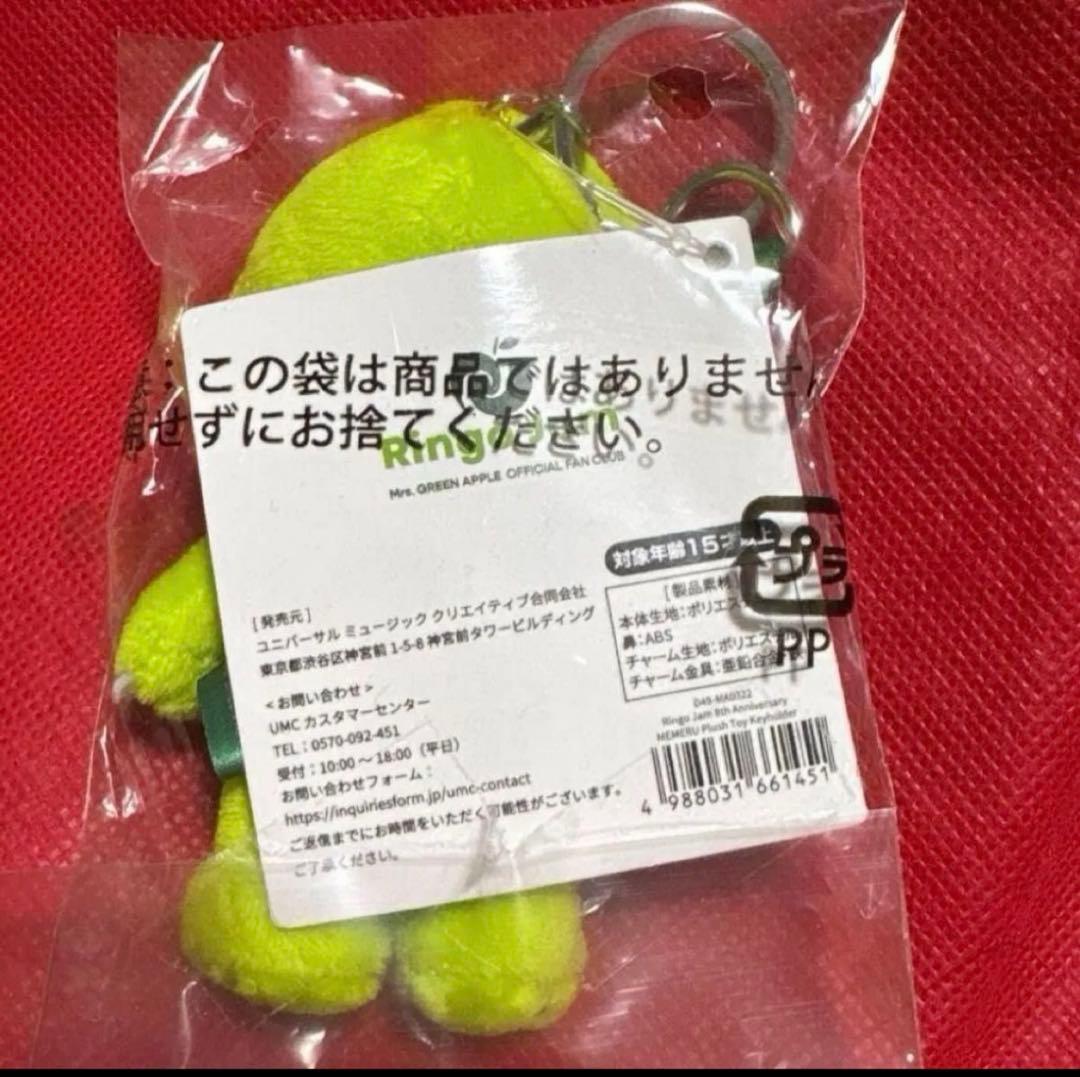 ：この袋は商品ではありません
せずにお捨てください。
Ringo Jam
Mrs. GREEN APPLE OFFICIAL FAN CLUB
対象年齢15才以上
[発売元]
ユニバーサル ミュージック クリエイティブ合同会社
東京都渋谷区神宮前 1-5-8 神宮前タワービルディング
<お問い合わせ>
UMC カスタマーセンター
TEL：0570-092-451
受付：10:00～18:00（平日）
お問い合わせフォーム：
https://inquiriesform.jp/umc-contact
ご返信までにお時間をいただく可能性がございます。
ご了承ください。
[製品素材]
本体生地：ポリエス
鼻：ABS
チャーム生地：ポリエス
チャーム金具：亜鉛合金
プラ
PP
D49-MA0322
Ringo Jam 8th Anniversary
MEMERU Plush Toy Keyholder
4 988031 661451